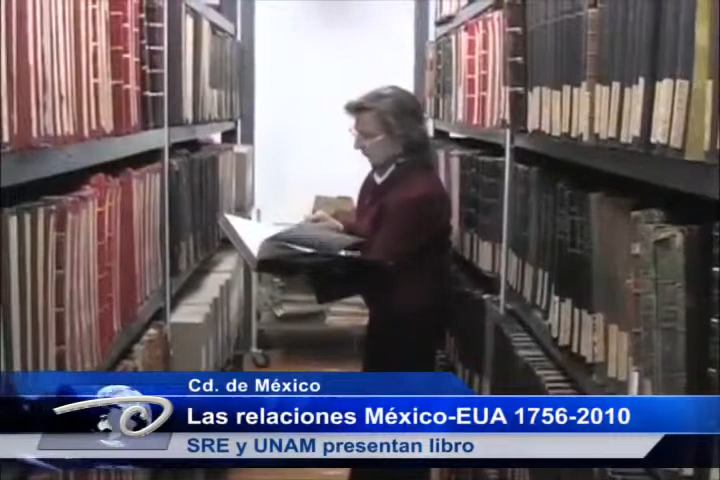 Cd. de México
Las relaciones México-EUA 1756-2010
SRE y UNAM presentan libro